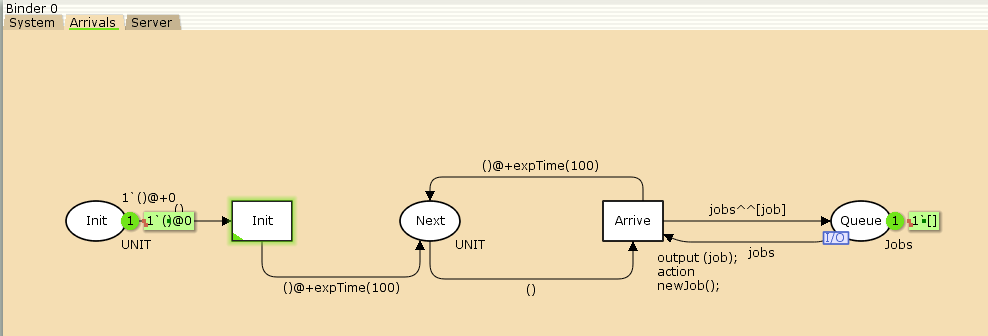 Binder 0
System Arrivals Server
()@+expTime(100)
1`()@+0
()
Init 1 1`()@0 Init Next Arrive jobs^^[job] Queue 1 1`[]
I/O
UNIT UNIT Jobs
output (job);
action
newJob();
jobs
()@+expTime(100) ()